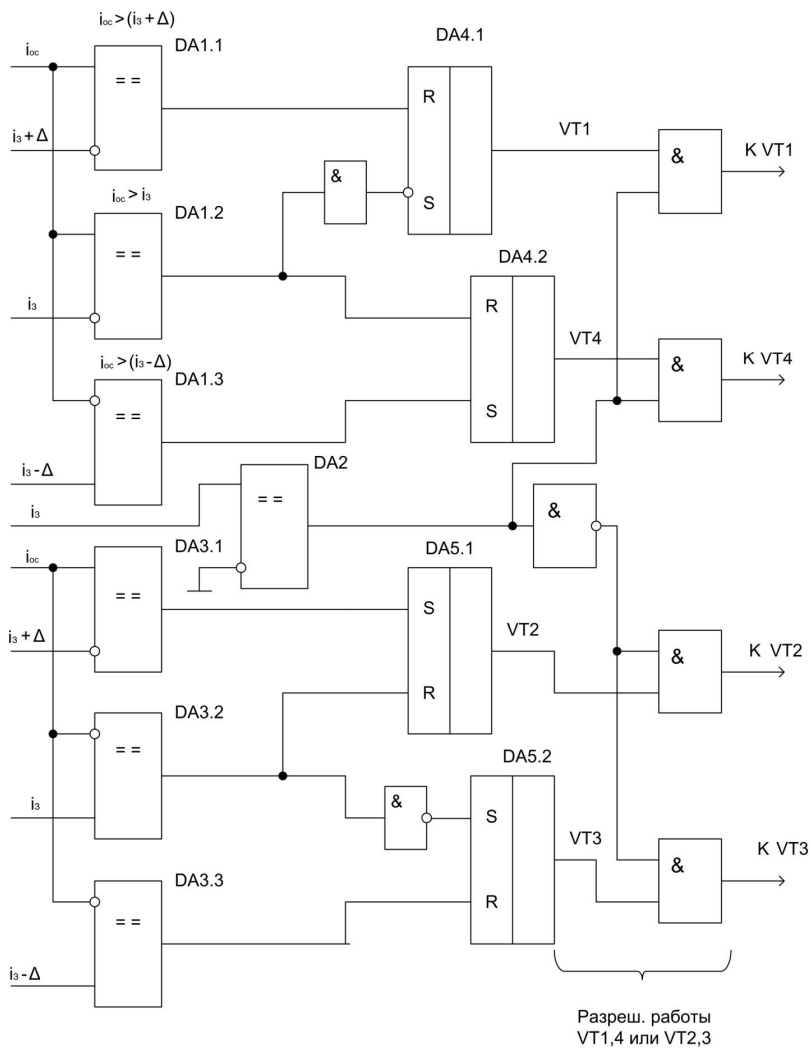 iос>(iз+Δ)
DA1.1
DA4.1
iос
= =
R
iз+Δ
VT1
&
K VT1
&
S
iос>iз
DA1.2
= =
DA4.2
iз
R
VT4
&
K VT4
iос>(iз-Δ)
DA1.3
= =
S
iз-Δ
DA2
iз
= =
&
iос
DA3.1
DA5.1
= =
S
iз+Δ
VT2
&
K VT2
R
DA3.2
= =
DA5.2
iз
&
S
VT3
&
K VT3
DA3.3
= =
R
iз-Δ
Разреш. работы
VT1,4 или VT2,3